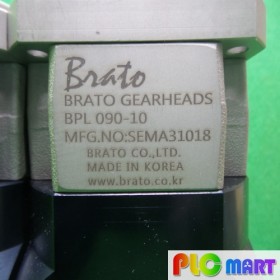 Brato
BRATO GEARHEADS
BPL 090-10
MFG.NO:SEMA31018
BRATO CO.,LTD.
MADE IN KOREA
www.brato.co.kr
PLC mart